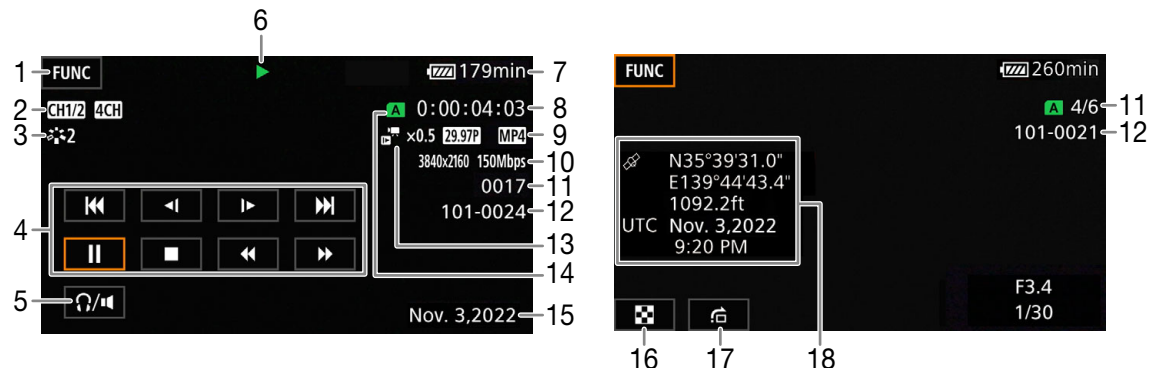 6
1 FUNC 179min 7
2 CH1/2 4CH A 0:00:04:03 8
3 2 ×0.5 29.97P MP4 9
3840x2160 150Mbps 10
0017 11
4 101-0024 12
13
14
5
Nov. 3,2022 15
FUNC 260min
A 4/6 11
101-0021 12
N35°39'31.0"
E139°44'43.4"
1092.2ft
UTC Nov. 3,2022
9:20 PM
F3.4
1/30
16 17 18